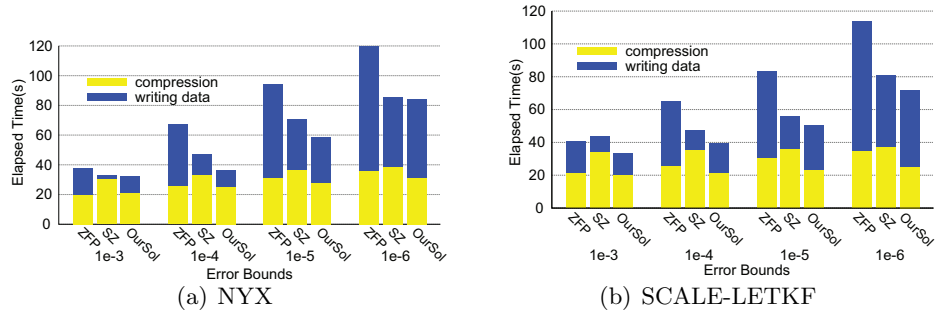 120
100
80
60
40
20
0
Elapsed Time(s)
compression
writing data
ZFP SZ OurSol ZFP SZ OurSol ZFP SZ OurSol ZFP SZ OurSol
1e-3 1e-4 1e-5 1e-6
Error Bounds
(a) NYX
120
100
80
60
40
20
0
Elapsed Time(s)
compression
writing data
ZFP SZ OurSol ZFP SZ OurSol ZFP SZ OurSol ZFP SZ OurSol
1e-3 1e-4 1e-5 1e-6
Error Bounds
(b) SCALE-LETKF